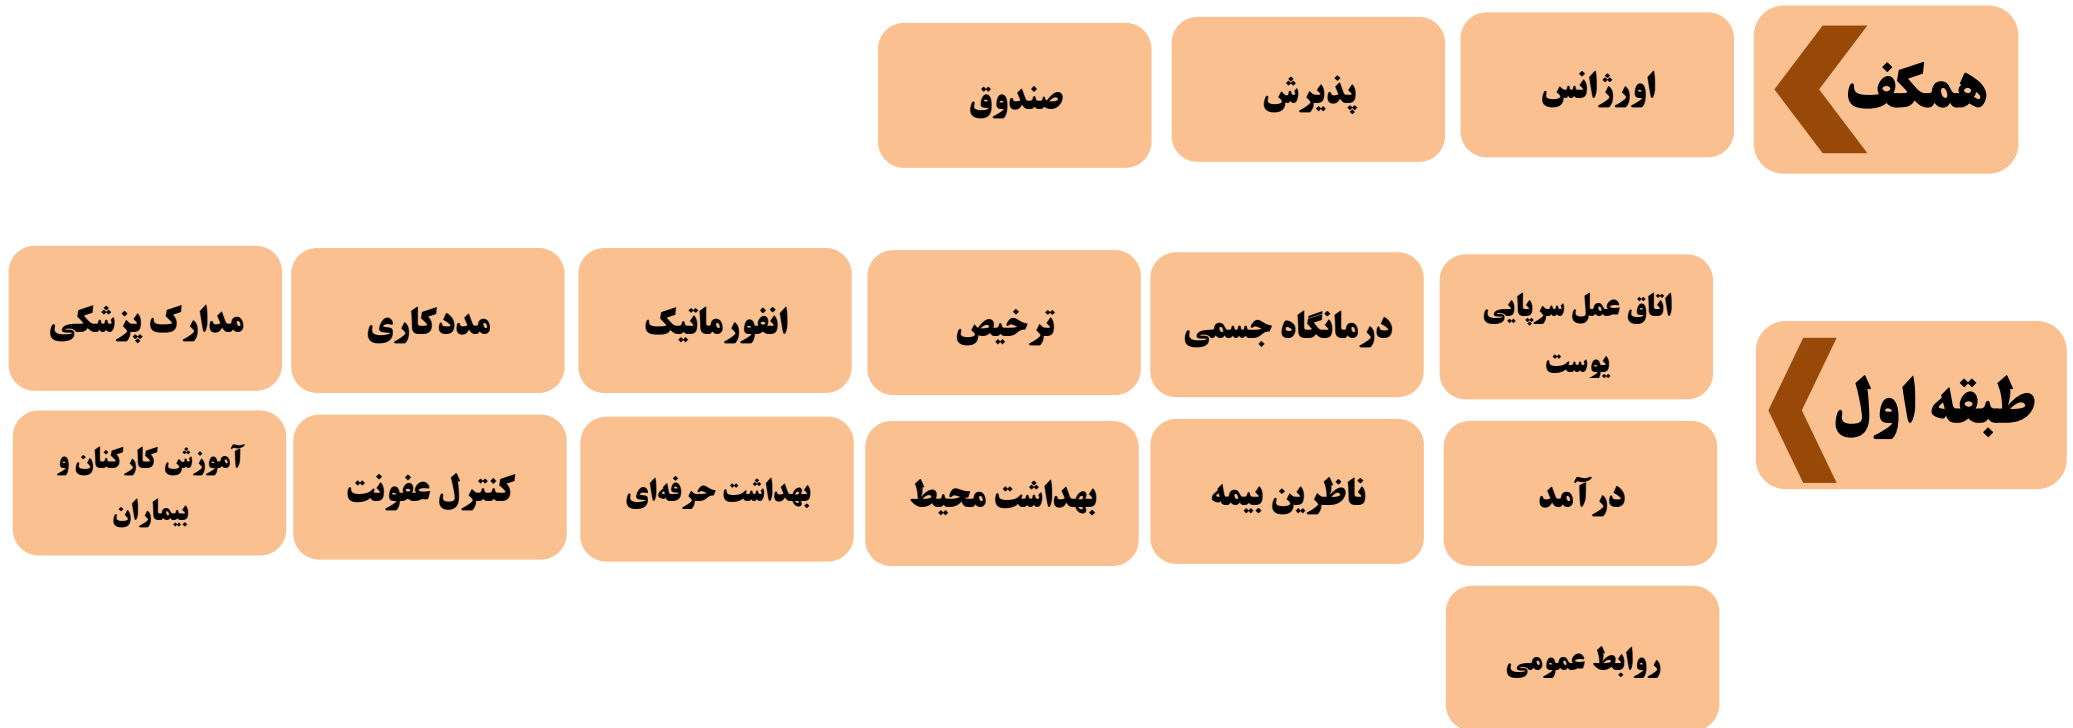 همکف
اورژانس
پذیرش
صندوق
طبقه اول
اتاق عمل سرپایی
پوست
درمانگاه جسمی
ترخیص
انفورماتیک
مددکاری
مدارک پزشکی
درآمد
ناظرین بیمه
بهداشت محیط
بهداشت حرفه‌ای
کنترل عفونت
آموزش کارکنان و
بیماران
روابط عمومی